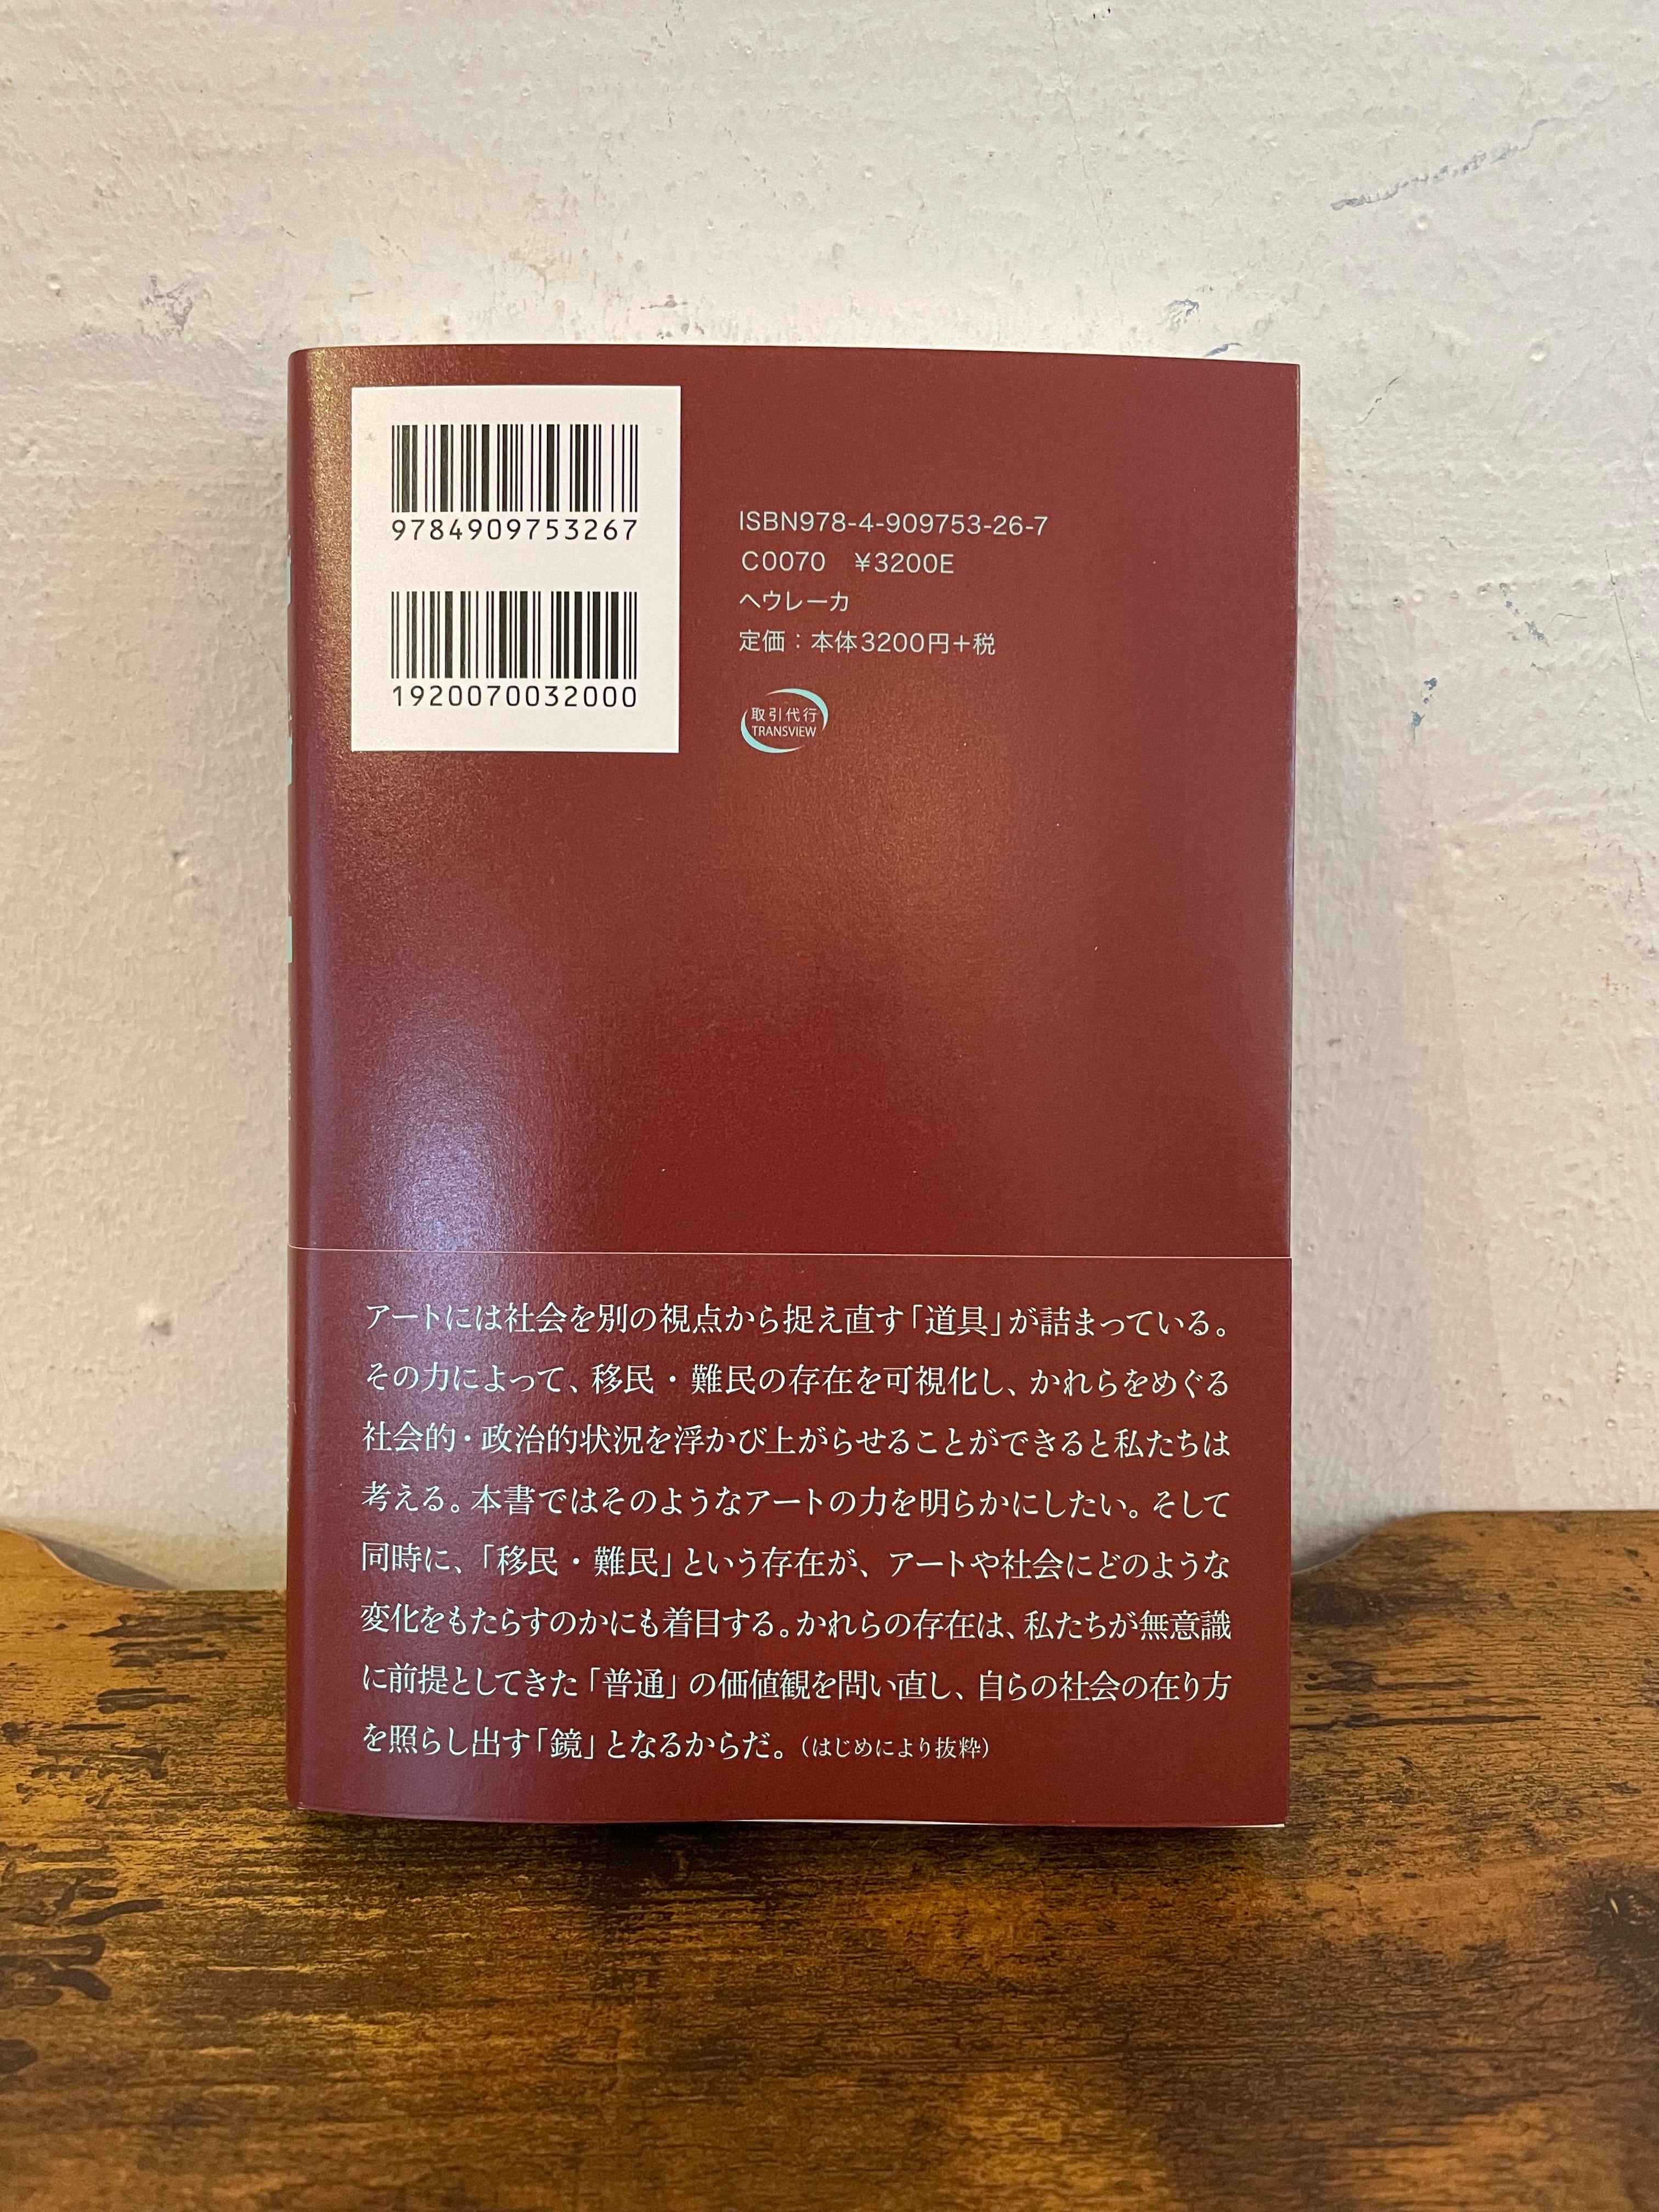 9784909753267
1920070032000
ISBN978-4-909753-26-7
C0070 ¥3200E
ヘウレーカ
定価：本体3200円＋税
取引代行
TRANSVIEW
アートには社会を別の視点から捉え直す「道具」が詰まっている。
その力によって、移民・難民の存在を可視化し、かれらをめぐる
社会的・政治的状況を浮かび上がらせることができると私たちは
考える。本書ではそのようなアートの力を明らかにしたい。そして
同時に、「移民・難民」という存在が、アートや社会にどのような
変化をもたらすのかにも着目する。かれらの存在は、私たちが無意識
に前提としてきた「普通」の価値観を問い直し、自らの社会の在り方
を照らし出す「鏡」となるからだ。（はじめにより抜粋）